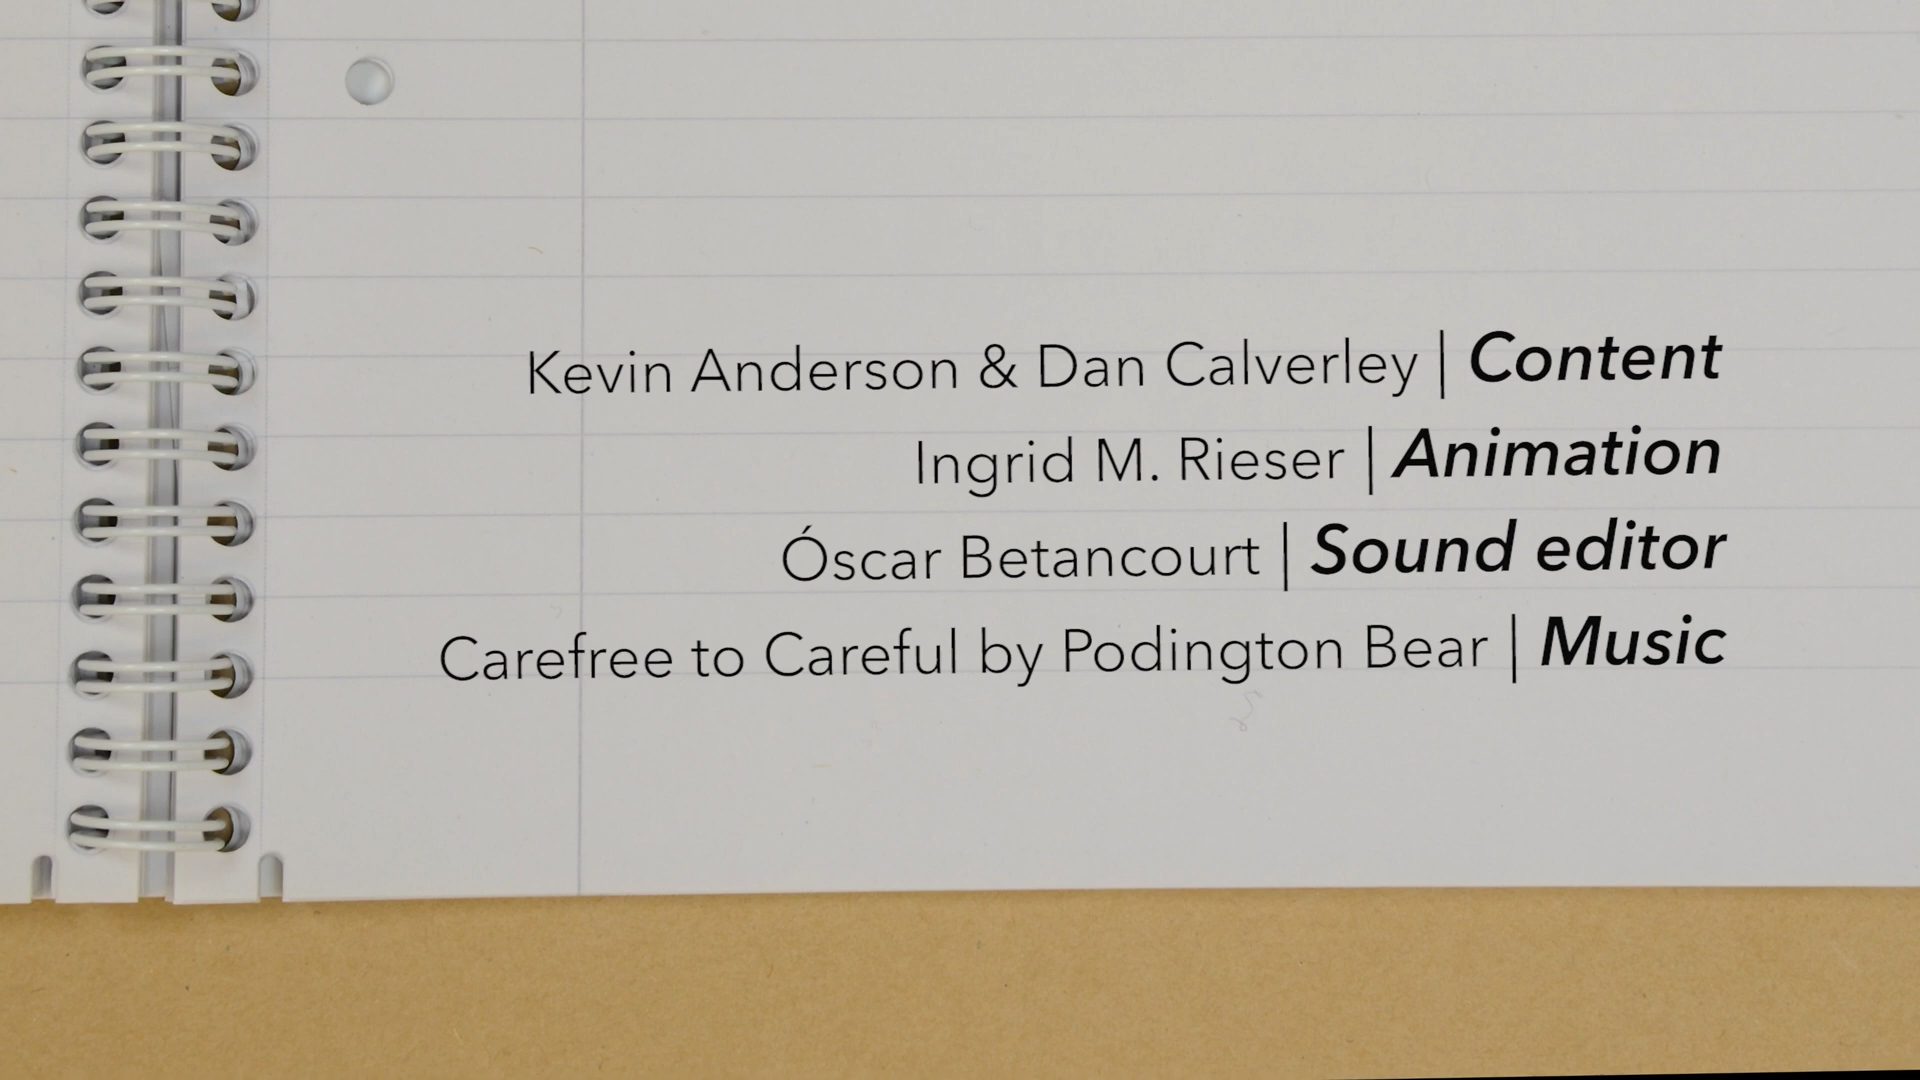 Kevin Anderson & Dan Calverley | Content
Ingrid M. Rieser | Animation
Óscar Betancourt | Sound editor
Carefree to Careful by Podington Bear | Music